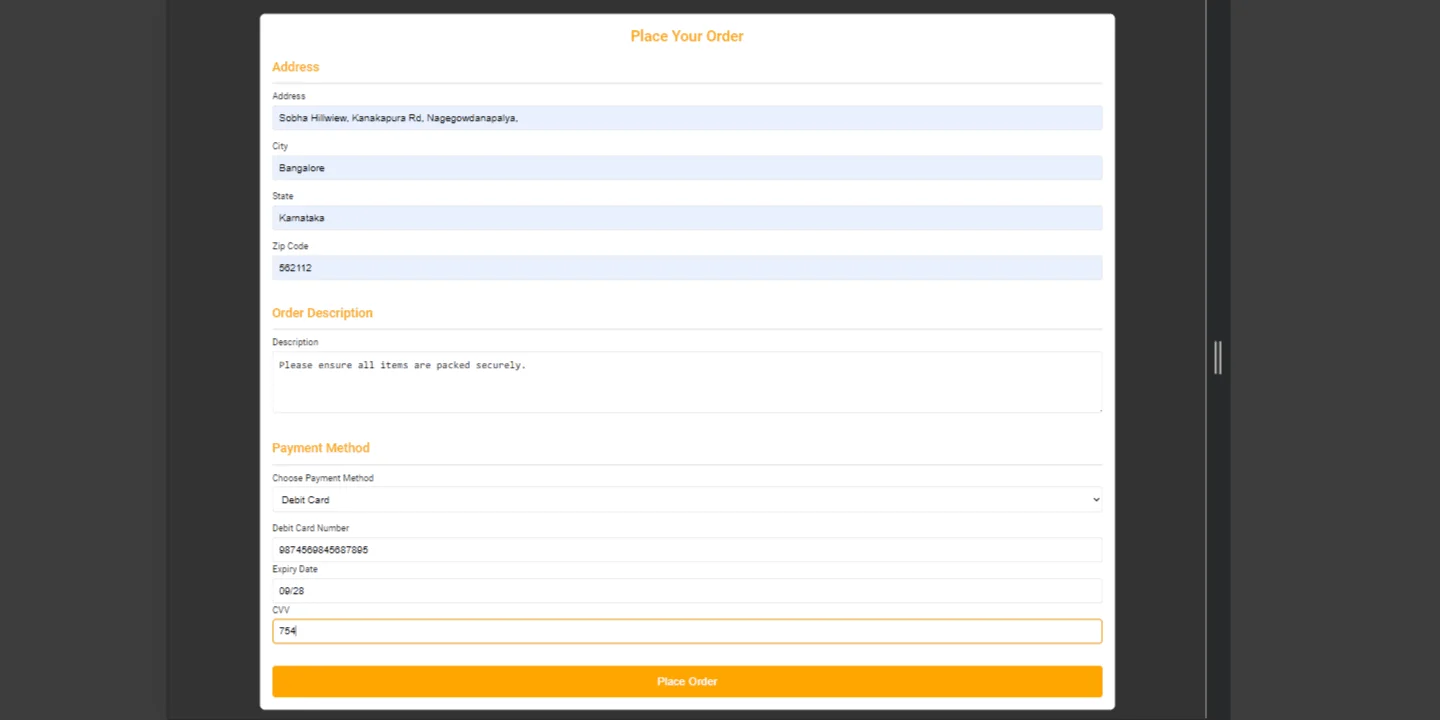 Place Your Order
Address
Address
Sobha Hillwiew, Kanakapura Rd, Nagegowdanapalya,
City
Bangalore
State
Karnataka
Zip Code
562112
Order Description
Description
Please ensure all items are packed securely.
Payment Method
Choose Payment Method
Debit Card
Debit Card Number
9874569845687895
Expiry Date
09/28
CVV
754
Place Order